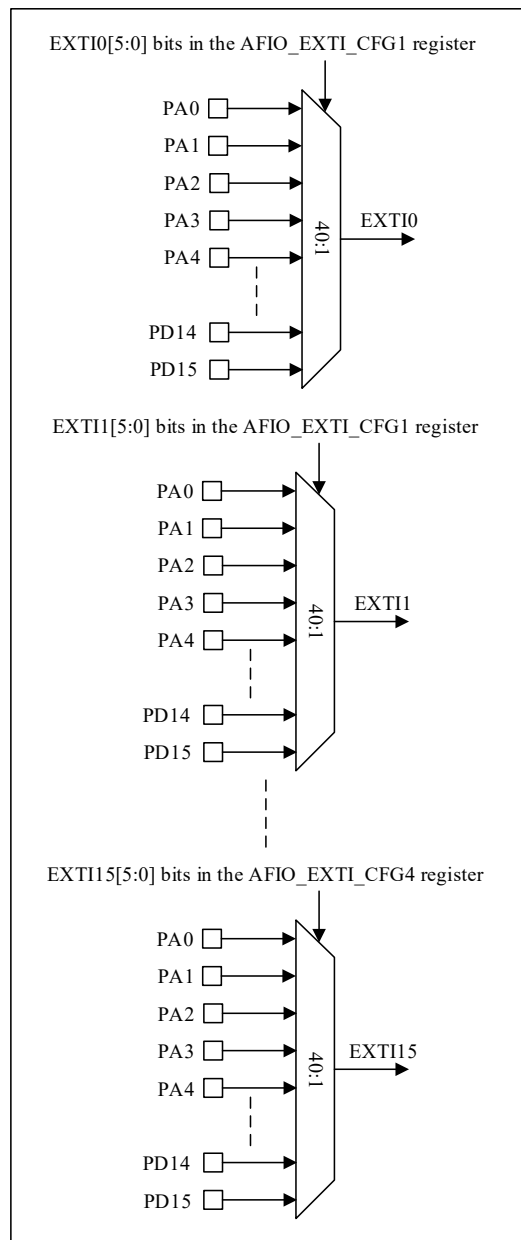 EXTI0[5:0] bits in the AFIO_EXTI_CFG1 register
PA0
PA1
PA2
PA3
PA4
PD14
PD15
40:1
EXTI0
EXTI1[5:0] bits in the AFIO_EXTI_CFG1 register
PA0
PA1
PA2
PA3
PA4
PD14
PD15
40:1
EXTI1
EXTI15[5:0] bits in the AFIO_EXTI_CFG4 register
PA0
PA1
PA2
PA3
PA4
PD14
PD15
40:1
EXTI15